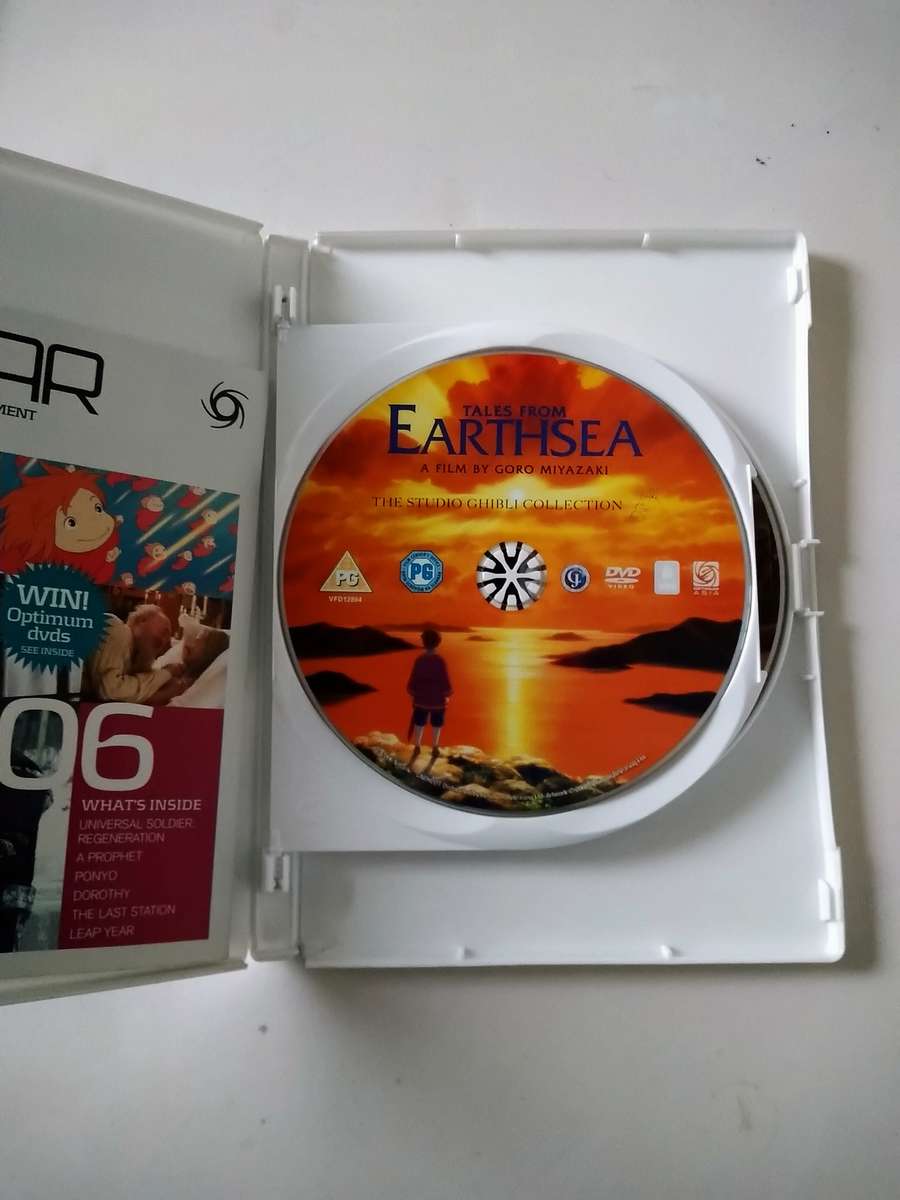 AR
MENT
WIN!
Optimum
dvds
SEE INSIDE
06
WHAT'S INSIDE
UNIVERSAL SOLDIER:
REGENERATION
A PROPHET
PONYO
DOROTHY
THE LAST STATION
LEAP YEAR
TALES FROM
EARTHSEA
A FILM BY GORO MIYAZAKI
THE STUDIO GHIBLI COLLECTION
PG
PG
DVD
VIDEO
ASIA